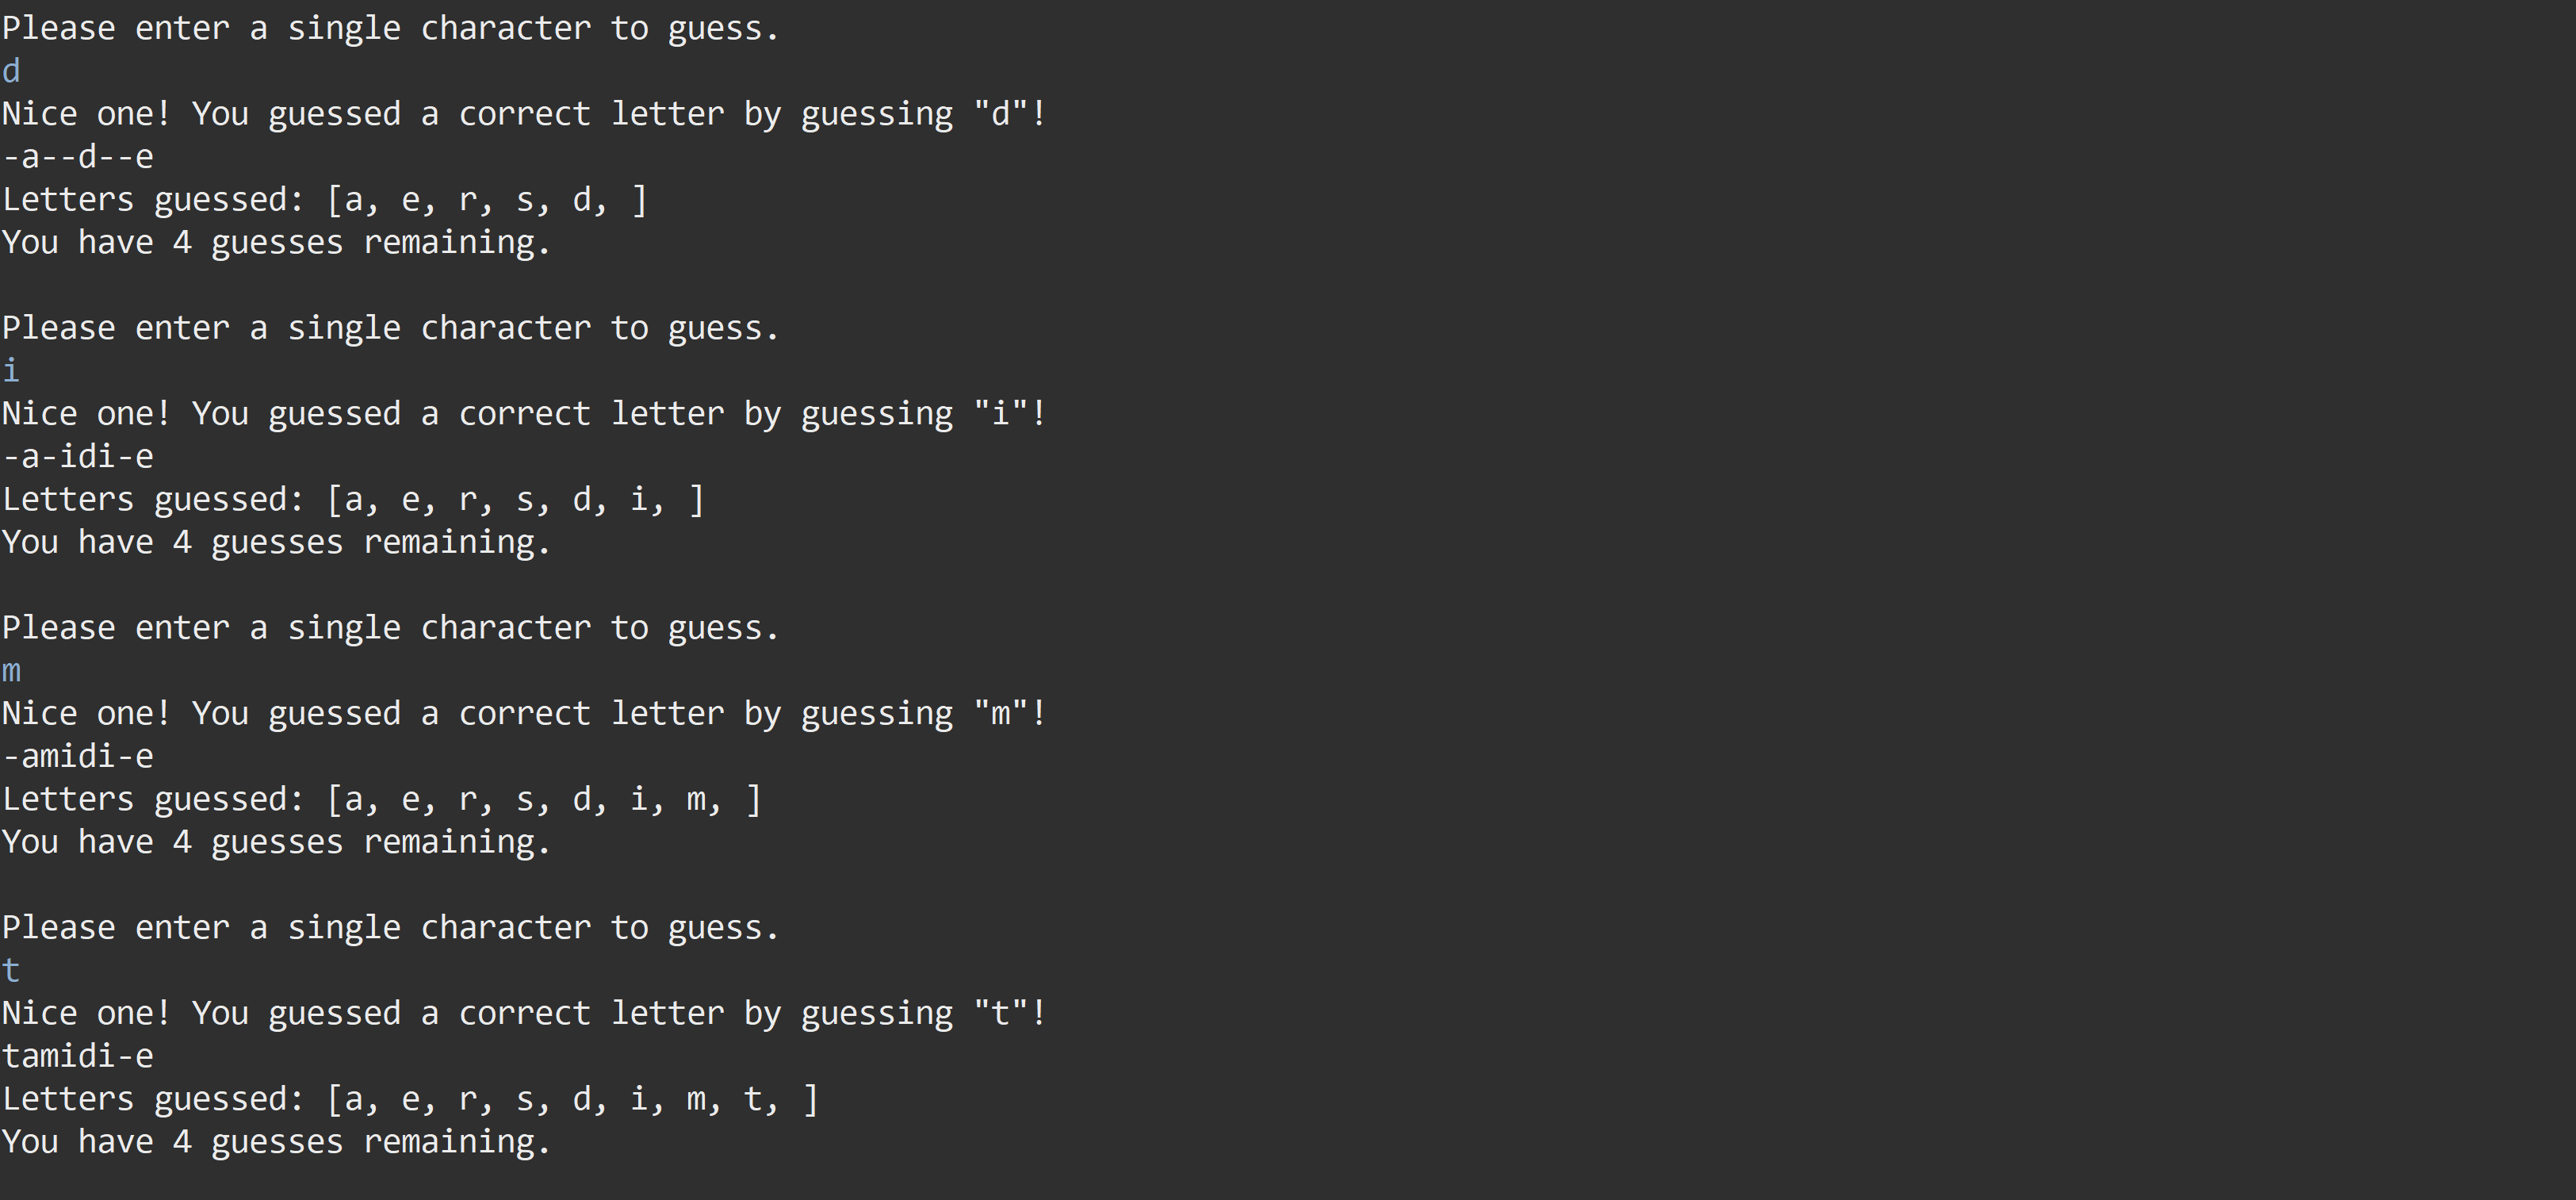 Please enter a single character to guess.
d
Nice one! You guessed a correct letter by guessing "d"!
-a--d--e
Letters guessed: [a, e, r, s, d, ]
You have 4 guesses remaining.
Please enter a single character to guess.
i
Nice one! You guessed a correct letter by guessing "i"!
-a-idi-e
Letters guessed: [a, e, r, s, d, i, ]
You have 4 guesses remaining.
Please enter a single character to guess.
m
Nice one! You guessed a correct letter by guessing "m"!
-amidi-e
Letters guessed: [a, e, r, s, d, i, m, ]
You have 4 guesses remaining.
Please enter a single character to guess.
t
Nice one! You guessed a correct letter by guessing "t"!
tamidi-e
Letters guessed: [a, e, r, s, d, i, m, t, ]
You have 4 guesses remaining.